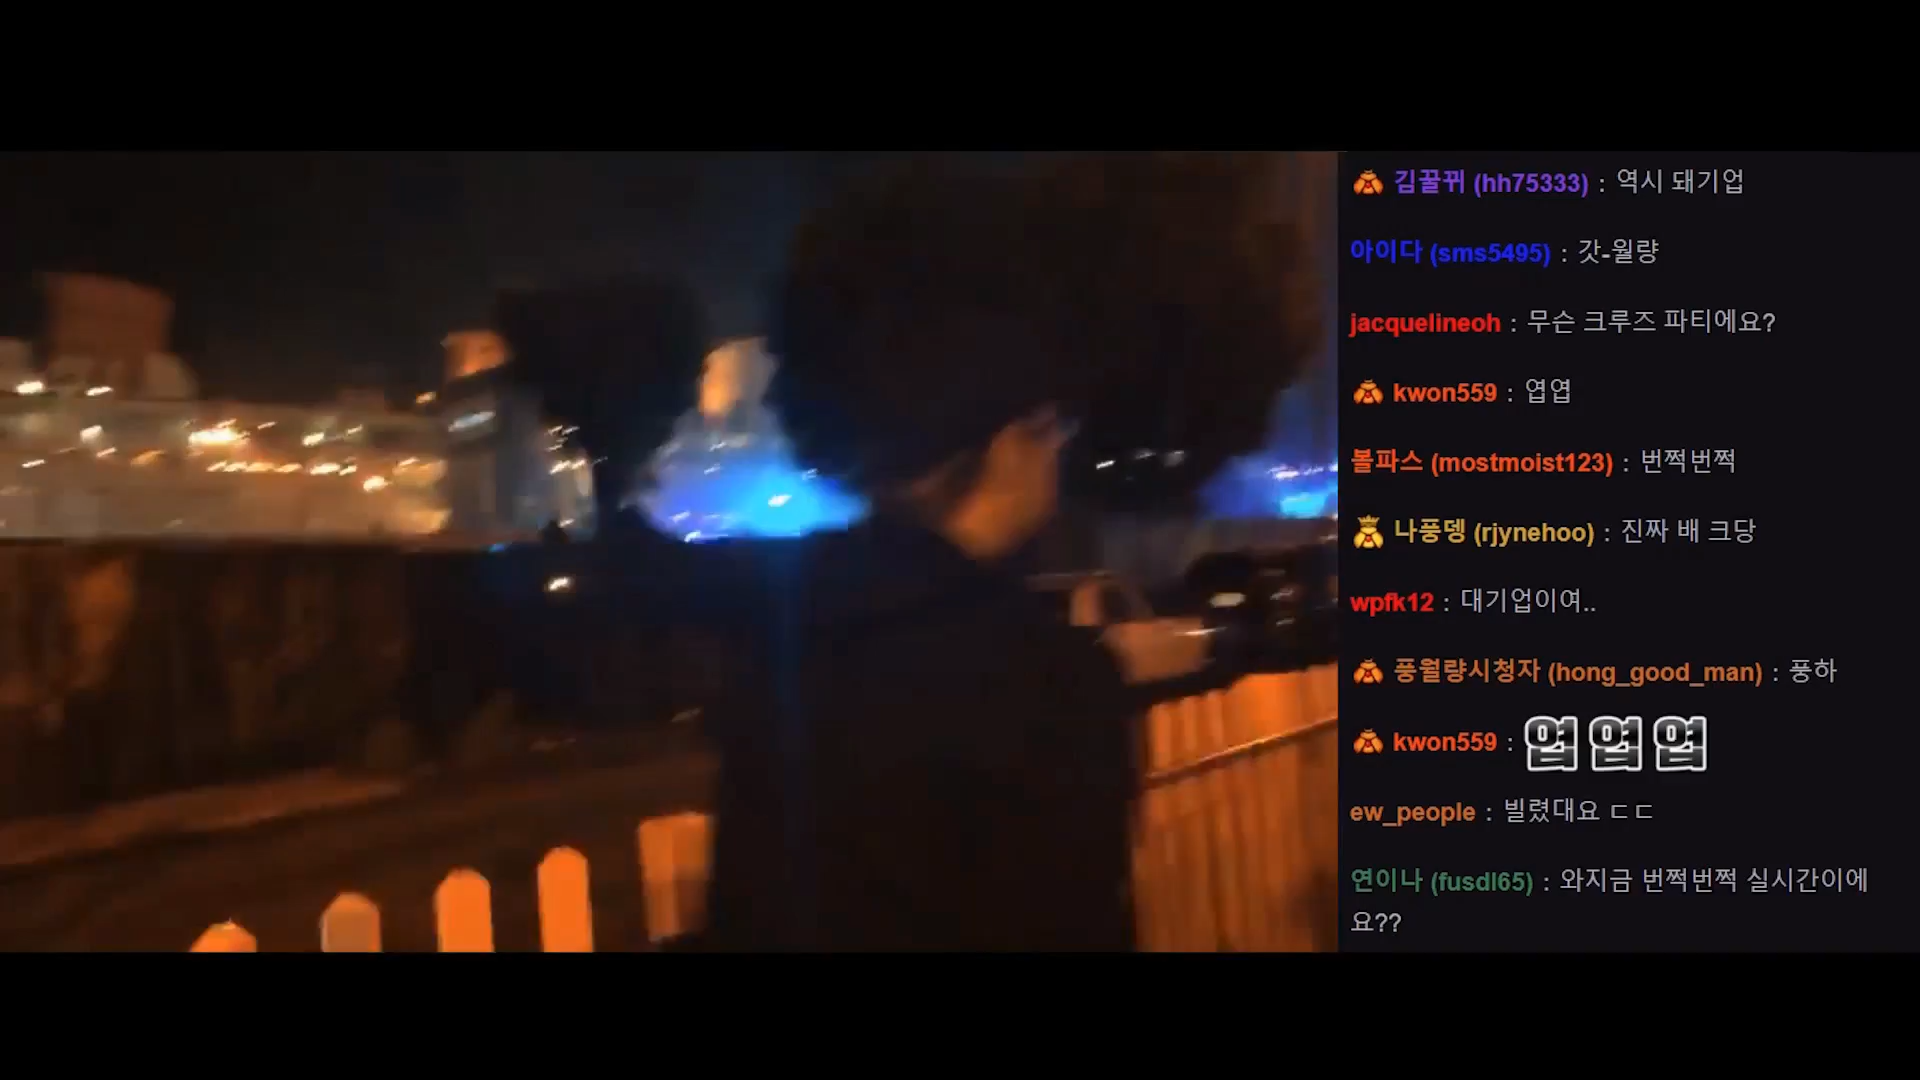 김꿀뀌 (hh75333) : 역시 돼기업
아이다 (sms5495) : 갓-월량
jacquelineoh : 무슨 크루즈 파티에요?
kwon559 : 엽엽
볼파스 (mostmoist123) : 번쩍번쩍
나풍뎅 (rjynehoo) : 진짜 배 크당
wpfk12 : 대기업이여..
풍월량시청자 (hong_good_man) : 풍하
kwon559 : 엽 엽 엽
ew_people : 빌렸대요 ㄷㄷ
연이나 (fusdl65) : 와지금 번쩍번쩍 실시간이에
요??